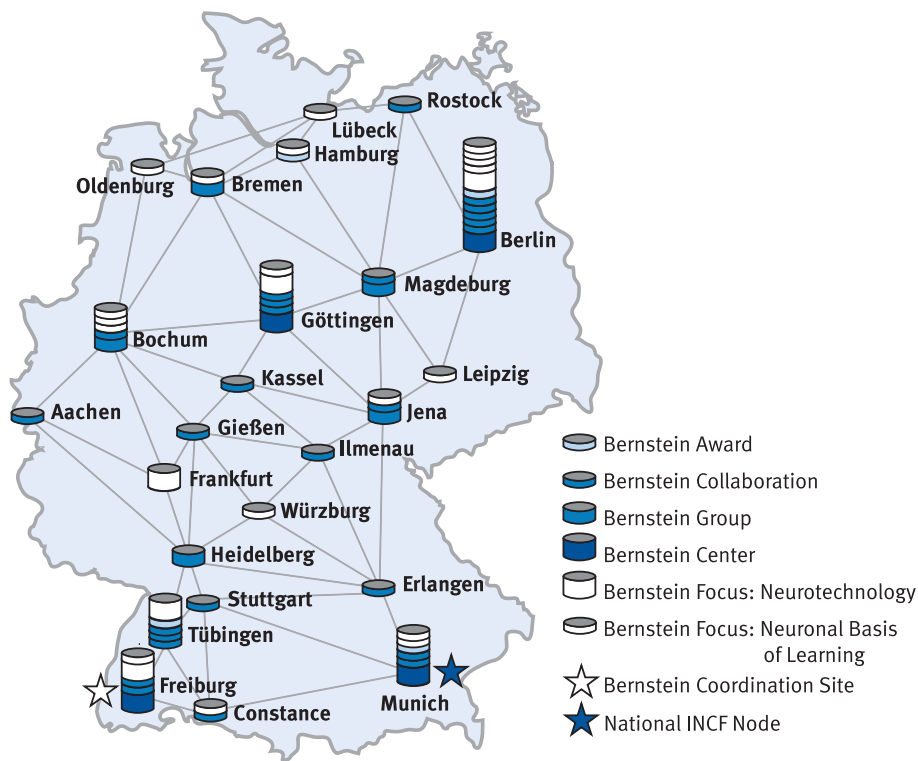 Rostock
Lübeck
Hamburg
Oldenburg
Bremen
Berlin
Magdeburg
Göttingen
Bochum
Kassel
Leipzig
Aachen
Jena
Gießen
Ilmenau
Frankfurt
Würzburg
Heidelberg
Erlangen
Stuttgart
Tübingen
Freiburg
Munich
Constance
Bernstein Award
Bernstein Collaboration
Bernstein Group
Bernstein Center
Bernstein Focus: Neurotechnology
Bernstein Focus: Neuronal Basis
of Learning
Bernstein Coordination Site
National INCF Node